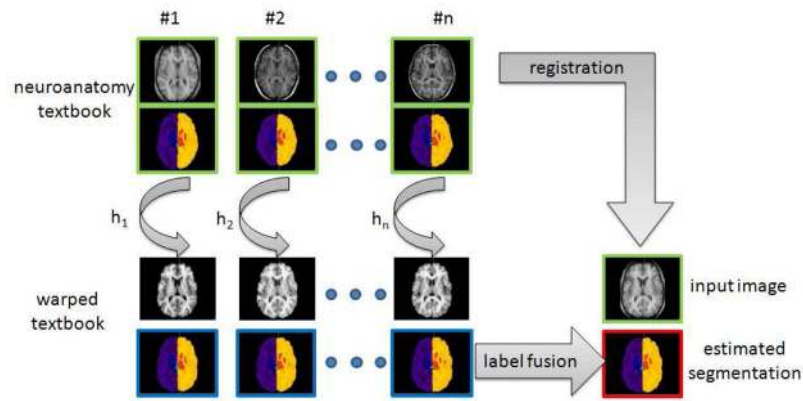 #1
#2
#n
neuroanatomy
textbook
registration
h1
h2
hn
warped
textbook
input image
label fusion
estimated
segmentation